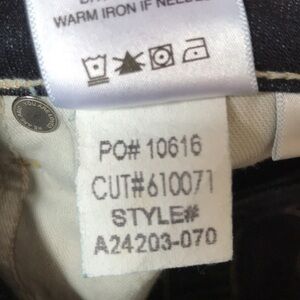 WARM IRON IF NEEDED
PO# 10616
CUT#610071
STYLE#
A24203-070